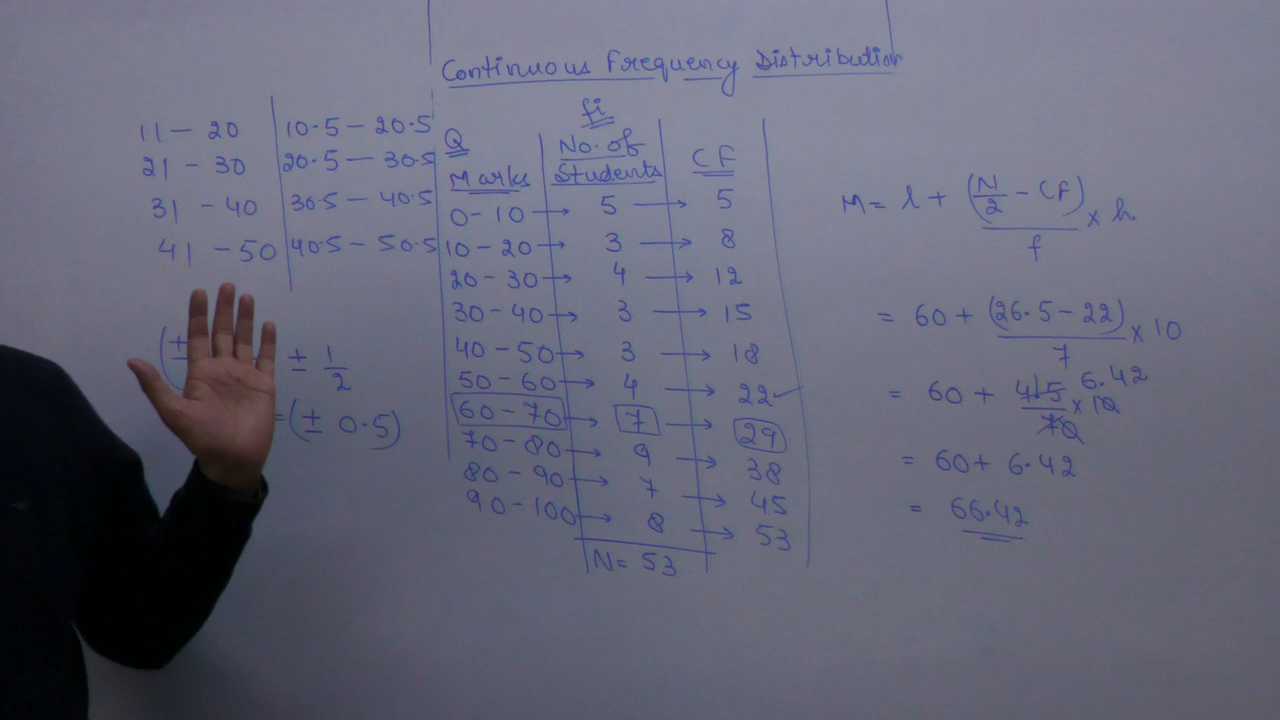 Continuous Frequency Distribution
11 - 20 | 10.5 - 20.5
21 - 30 | 20.5 - 30.5
31 - 40 | 30.5 - 40.5
41 - 50 | 40.5 - 50.5
± 1/2
=(± 0.5)
Q
fi
Marks | No. of Students | CF
0-10 → 5 → 5
10-20 → 3 → 8
20-30 → 4 → 12
30-40 → 3 → 15
40-50 → 3 → 18
50-60 → 4 → 22 ✓
60-70 → 7 → 29
70-80 → 9 → 38
80-90 → 7 → 45
90-100 → 8 → 53
N= 53
M= l + (N/2 - CF)/f × h
= 60 + (26.5 - 22)/7 × 10
= 60 + 45/70 × 10 6.42
= 60+ 6.42
= 66.42